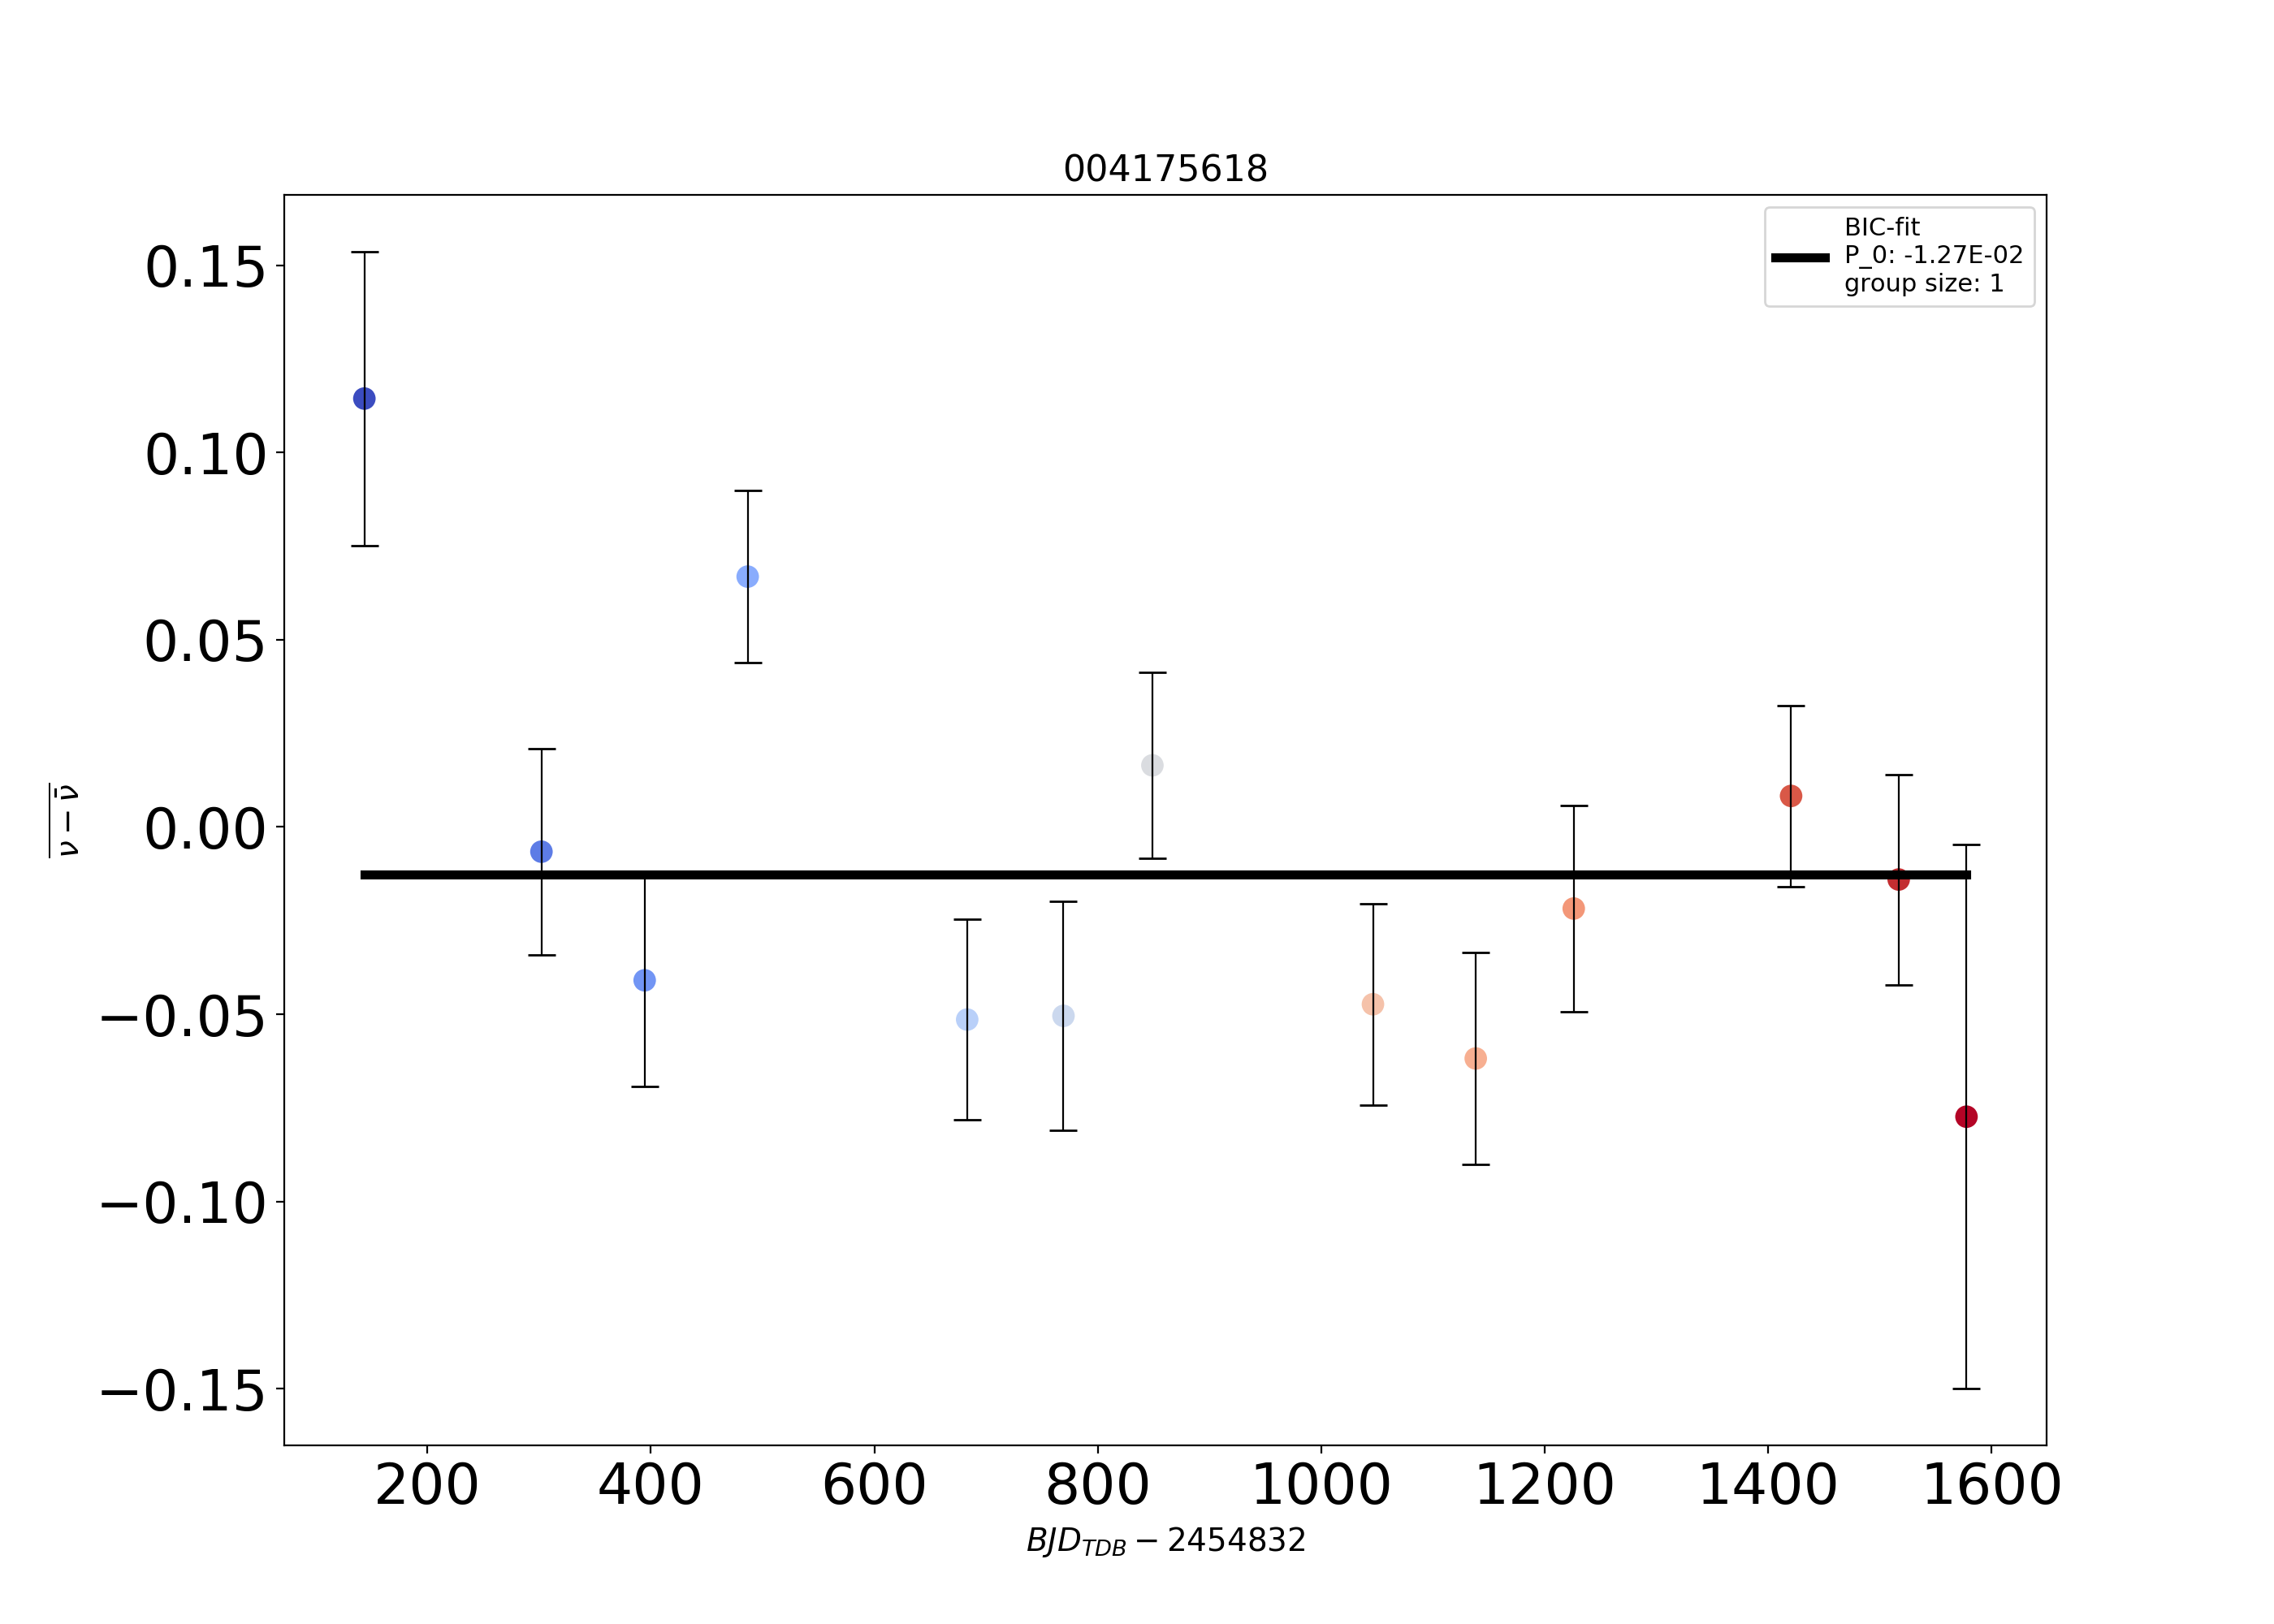 004175618
BIC-fit
P_0: -1.27E-02
group size: 1
0.15
0.10
0.05
0.00
−0.05
−0.10
−0.15
ν − ν̄
200 400 600 800 1000 1200 1400 1600
BJD_TDB − 2454832